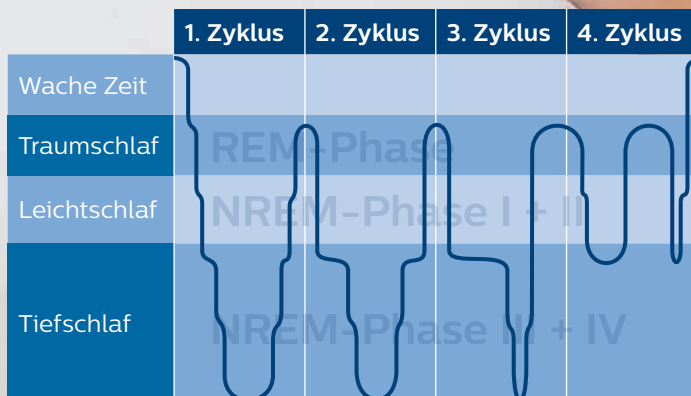 1. Zyklus 2. Zyklus 3. Zyklus 4. Zyklus
Wache Zeit
Traumschlaf REM-Phase
Leichtschlaf NREM-Phase I + II
Tiefschlaf NREM-Phase III + IV